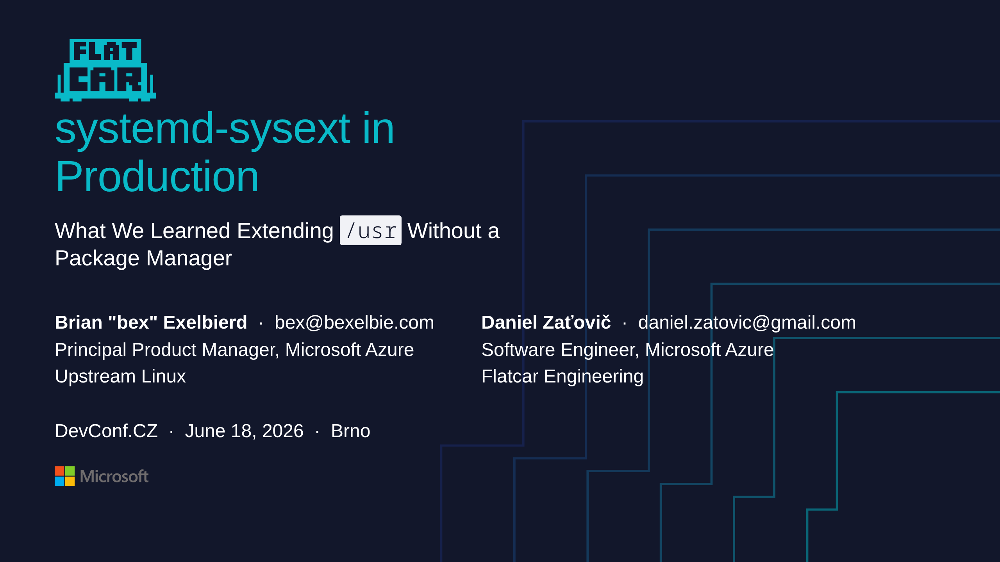 FLAT
CAR
systemd-sysext in
Production
What We Learned Extending /usr Without a
Package Manager
Brian "bex" Exelbierd · bex@bexelbie.com
Principal Product Manager, Microsoft Azure
Upstream Linux
Daniel Zaťovič · daniel.zatovic@gmail.com
Software Engineer, Microsoft Azure
Flatcar Engineering
DevConf.CZ · June 18, 2026 · Brno
Microsoft